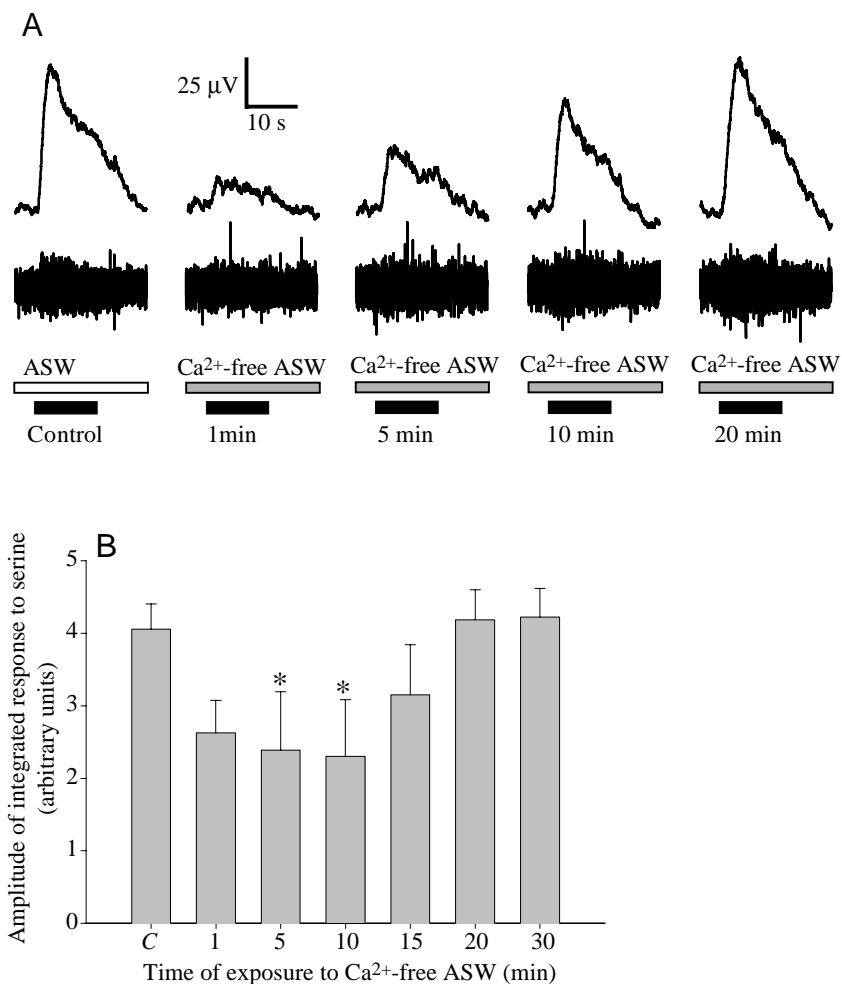 A
25 µV
10 s
ASW
Ca²⁺-free ASW
Ca²⁺-free ASW
Ca²⁺-free ASW
Ca²⁺-free ASW
Control
1min
5 min
10 min
20 min
B
Amplitude of integrated response to serine
(arbitrary units)
5
4
3
2
1
0
*
*
C 1 5 10 15 20 30
Time of exposure to Ca²⁺-free ASW (min)